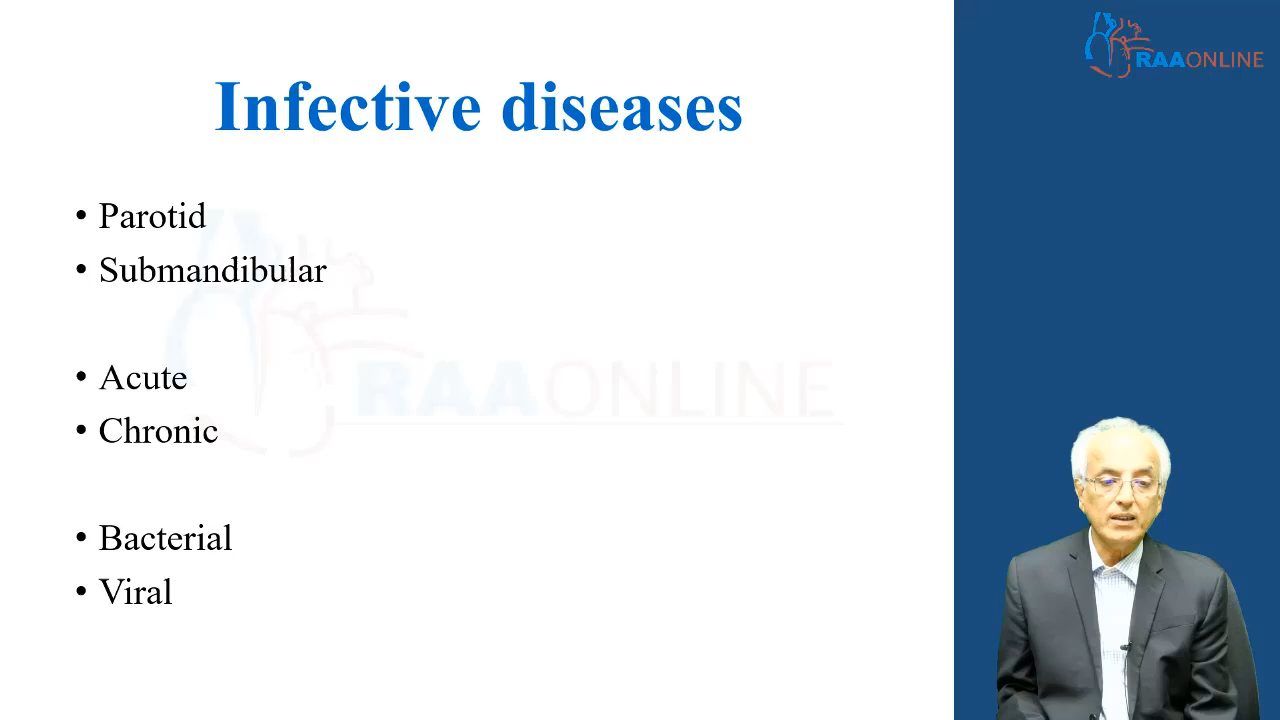 RAAONLINE
Infective diseases
• Parotid
• Submandibular
• Acute
• Chronic
• Bacterial
• Viral
RAAONLINE